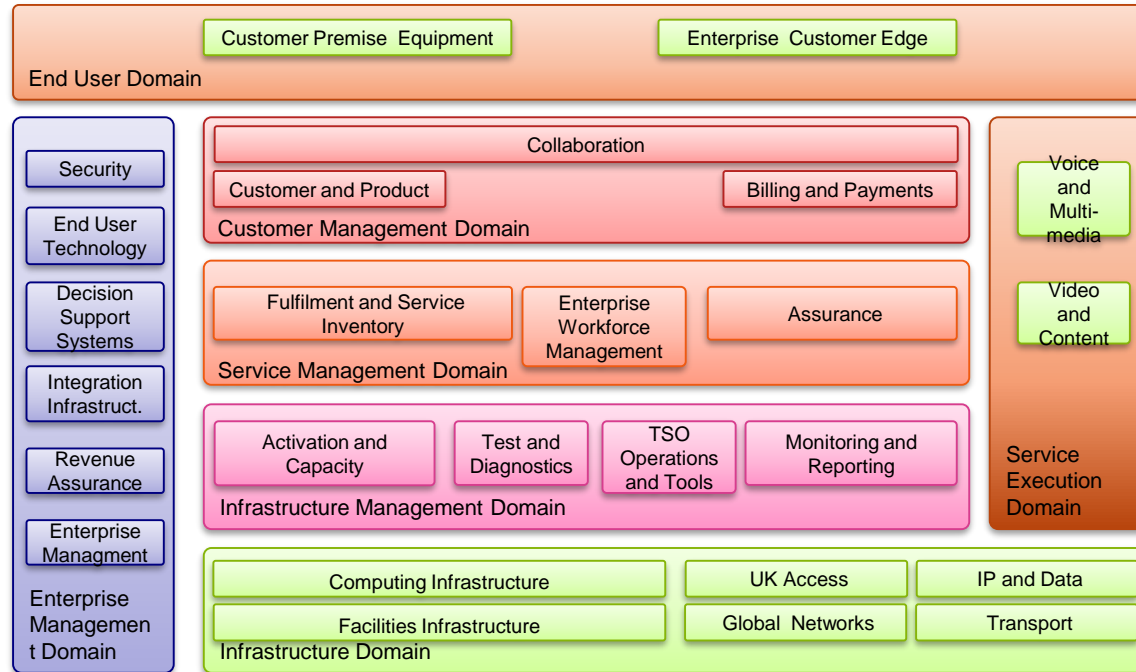 Customer Premise Equipment
Enterprise Customer Edge
End User Domain
Security
End User
Technology
Decision
Support
Systems
Integration
Infrastruct.
Revenue
Assurance
Enterprise
Managment
Enterprise
Managemen
t Domain
Collaboration
Customer and Product
Billing and Payments
Customer Management Domain
Fulfilment and Service
Inventory
Enterprise
Workforce
Management
Assurance
Service Management Domain
Activation and
Capacity
Test and
Diagnostics
TSO
Operations
and Tools
Monitoring and
Reporting
Infrastructure Management Domain
Computing Infrastructure
UK Access
IP and Data
Facilities Infrastructure
Global Networks
Transport
Infrastructure Domain
Voice
and
Multi-
media
Video
and
Content
Service
Execution
Domain